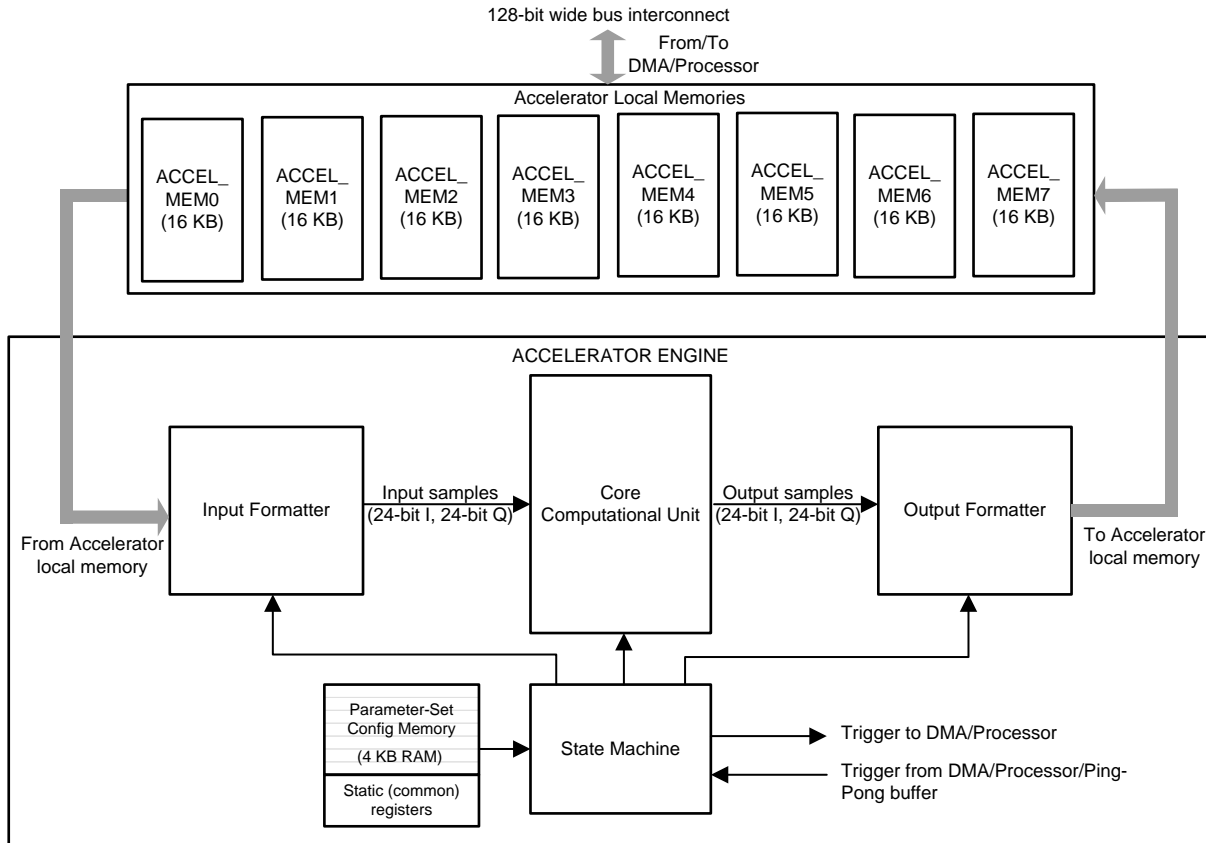 128-bit wide bus interconnect
From/To
DMA/Processor
Accelerator Local Memories
ACCEL_
MEM0
(16 KB)
ACCEL_
MEM1
(16 KB)
ACCEL_
MEM2
(16 KB)
ACCEL_
MEM3
(16 KB)
ACCEL_
MEM4
(16 KB)
ACCEL_
MEM5
(16 KB)
ACCEL_
MEM6
(16 KB)
ACCEL_
MEM7
(16 KB)
ACCELERATOR ENGINE
From Accelerator
local memory
Input Formatter
Input samples
(24-bit I, 24-bit Q)
Core
Computational Unit
Output samples
(24-bit I, 24-bit Q)
Output Formatter
To Accelerator
local memory
Parameter-Set
Config Memory
(4 KB RAM)
Static (common)
registers
State Machine
Trigger to DMA/Processor
Trigger from DMA/Processor/Ping-
Pong buffer